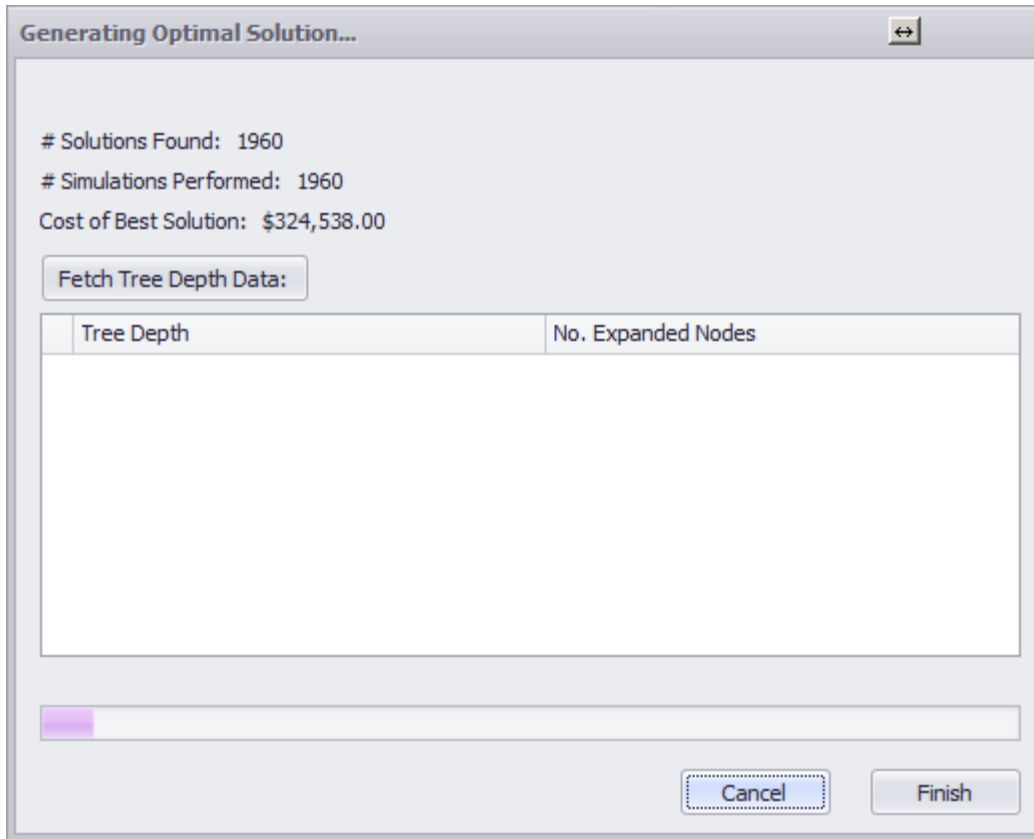 Generating Optimal Solution...
# Solutions Found: 1960
# Simulations Performed: 1960
Cost of Best Solution: $324,538.00
Fetch Tree Depth Data:
Tree Depth No. Expanded Nodes
Cancel Finish